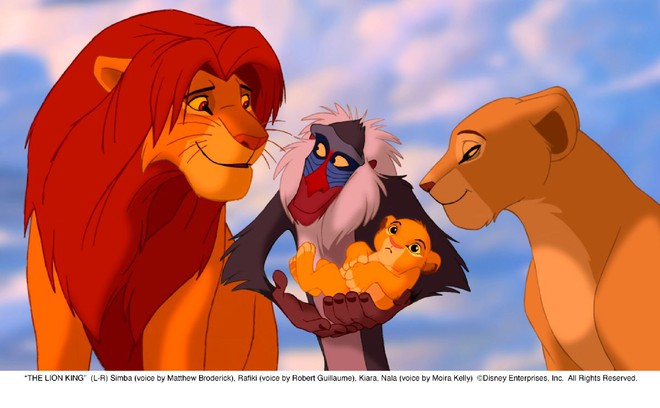 "THE LION KING" (L-R) Simba (voice by Matthew Broderick), Rafiki (voice by Robert Guillaume), Kiara, Nala (voice by Moira Kelly) ©Disney Enterprises, Inc. All Rights Reserved.